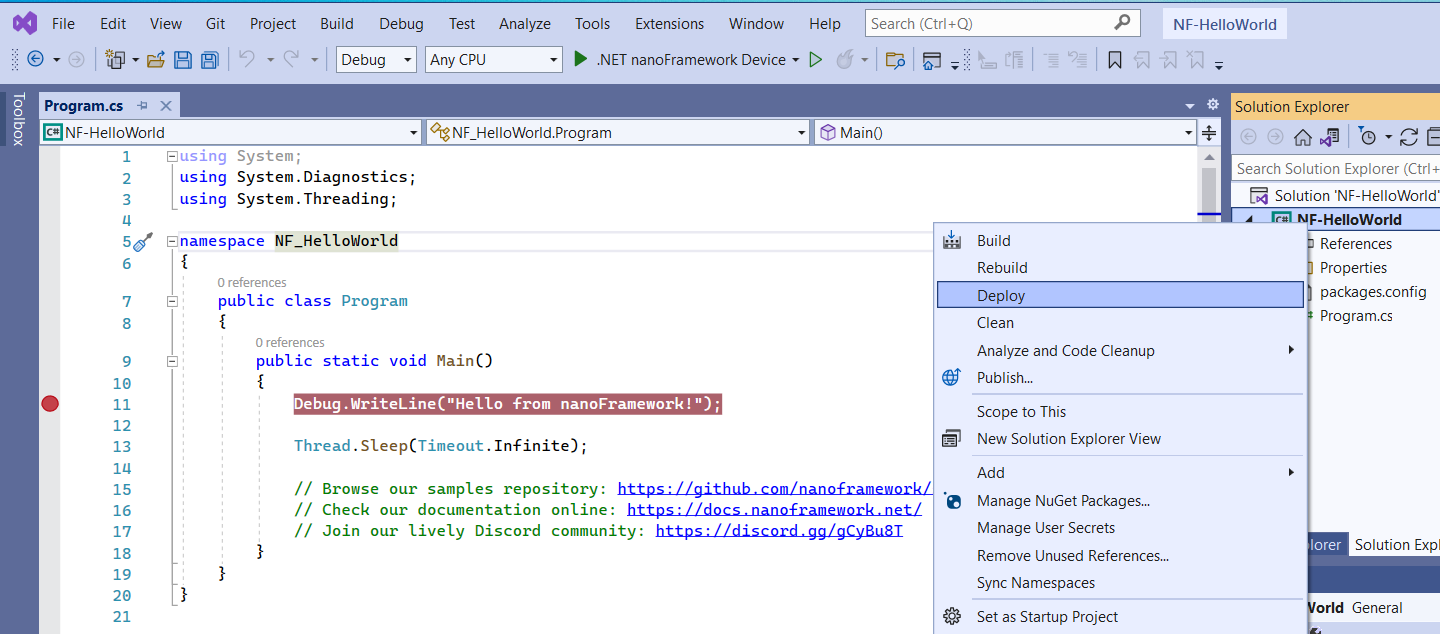 File Edit View Git Project Build Debug Test Analyze Tools Extensions Window Help Search (Ctrl+Q) NF-HelloWorld
Debug Any CPU .NET nanoFramework Device
Toolbox
Program.cs
C# NF-HelloWorld NF_HelloWorld.Program Main()
1 using System;
2 using System.Diagnostics;
3 using System.Threading;
4
5 namespace NF_HelloWorld
6 {
0 references
7 public class Program
8 {
0 references
9 public static void Main()
10 {
11 Debug.WriteLine("Hello from nanoFramework!");
12
13 Thread.Sleep(Timeout.Infinite);
14
15 // Browse our samples repository: https://github.com/nanoframework/
16 // Check our documentation online: https://docs.nanoframework.net/
17 // Join our lively Discord community: https://discord.gg/gCyBu8T
18 }
19 }
20 }
21
Build
Rebuild
Deploy
Clean
Analyze and Code Cleanup
Publish...
Scope to This
New Solution Explorer View
Add
Manage NuGet Packages...
Manage User Secrets
Remove Unused References...
Sync Namespaces
Set as Startup Project
Solution Explorer
Search Solution Explorer (Ctrl+
Solution 'NF-HelloWorld'
C# NF-HelloWorld
References
Properties
packages.config
Program.cs
lorer Solution Expl
World General